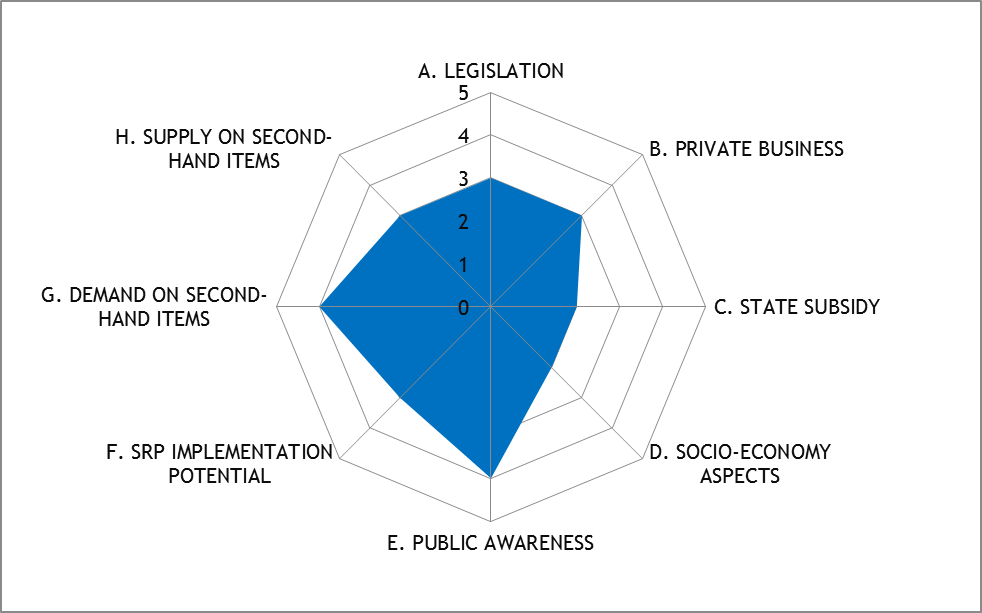 A. LEGISLATION
5
B. PRIVATE BUSINESS
H. SUPPLY ON SECOND-
HAND ITEMS
4
3
2
1
G. DEMAND ON SECOND-
HAND ITEMS
0
C. STATE SUBSIDY
F. SRP IMPLEMENTATION
POTENTIAL
D. SOCIO-ECONOMY
ASPECTS
E. PUBLIC AWARENESS